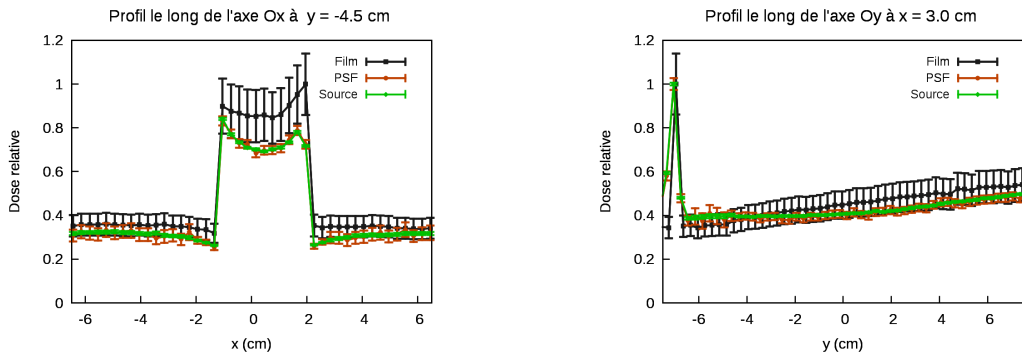 Profil le long de l'axe Ox à  y = -4.5 cm
1.2
1
0.8
0.6
0.4
0.2
0
Dose relative
Film
PSF
Source
-6 -4 -2 0 2 4 6
x (cm)
Profil le long de l'axe Oy à x = 3.0 cm
1.2
1
0.8
0.6
0.4
0.2
0
Dose relative
Film
PSF
Source
-6 -4 -2 0 2 4 6
y (cm)